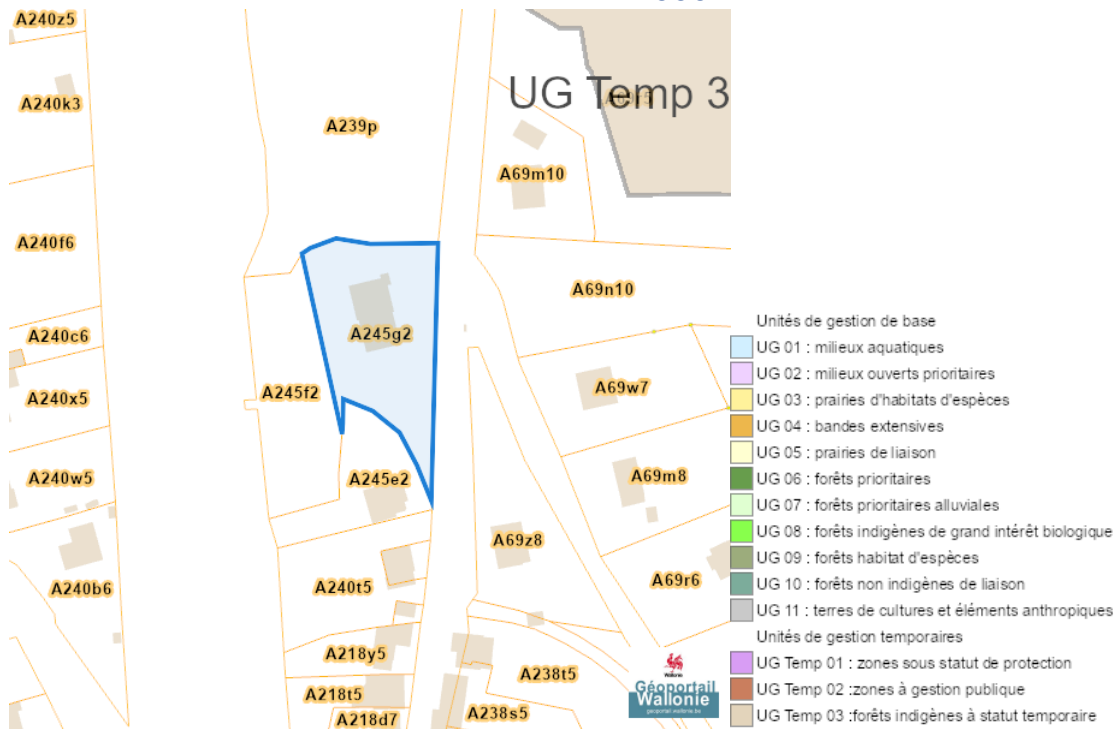 A240z5
A240k3
A239p
UG Temp 3
A69m10
A240f6
A69n10
A245g2
A240c6
A245f2
A69w7
A240x5
A240w5
A245e2
A69m8
A69z8
A240b6
A240t5
A69r6
A218y5
A238t5
A218t5
A238s5
A218d7
Wallonie
Géoportail
Wallonie
geoportail.wallonie.be
Unités de gestion de base
UG 01 : milieux aquatiques
UG 02 : milieux ouverts prioritaires
UG 03 : prairies d'habitats d'espèces
UG 04 : bandes extensives
UG 05 : prairies de liaison
UG 06 : forêts prioritaires
UG 07 : forêts prioritaires alluviales
UG 08 : forêts indigènes de grand intérêt biologique
UG 09 : forêts habitat d'espèces
UG 10 : forêts non indigènes de liaison
UG 11 : terres de cultures et éléments anthropiques
Unités de gestion temporaires
UG Temp 01 : zones sous statut de protection
UG Temp 02 :zones à gestion publique
UG Temp 03 :forêts indigènes à statut temporaire